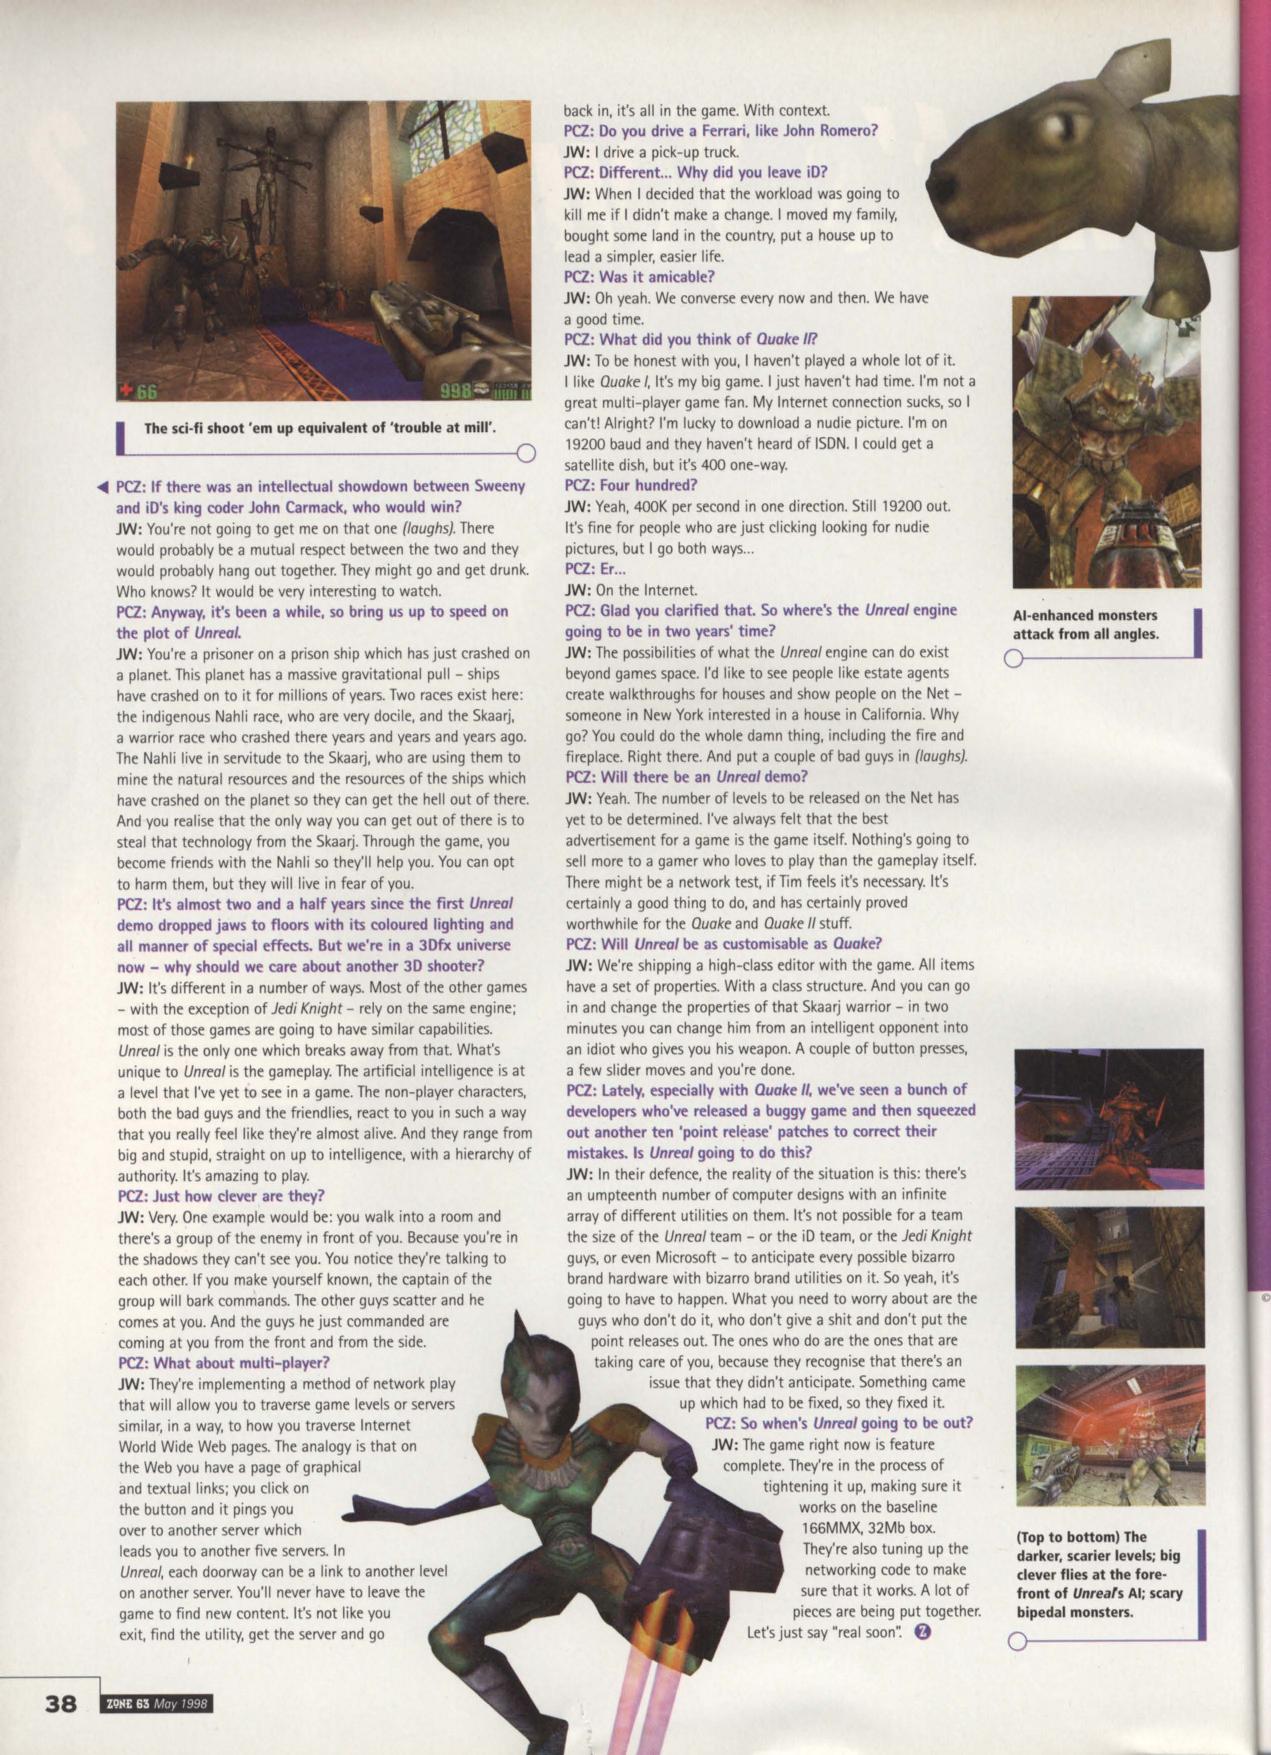 66
998
The sci-fi shoot 'em up equivalent of 'trouble at mill'.
PCZ: If there was an intellectual showdown between Sweeny
and iD's king coder John Carmack, who would win?
JW: You're not going to get me on that one (laughs). There
would probably be a mutual respect between the two and they
would probably hang out together. They might go and get drunk.
Who knows? It would be very interesting to watch.
PCZ: Anyway, it's been a while, so bring us up to speed on
the plot of Unreal.
JW: You're a prisoner on a prison ship which has just crashed on
a planet. This planet has a massive gravitational pull – ships
have crashed on to it for millions of years. Two races exist here:
the indigenous Nahli race, who are very docile, and the Skaarj,
a warrior race who crashed there years and years and years ago.
The Nahli live in servitude to the Skaarj, who are using them to
mine the natural resources and the resources of the ships which
have crashed on the planet so they can get the hell out of there.
And you realise that the only way you can get out of there is to
steal that technology from the Skaarj. Through the game, you
become friends with the Nahli so they'll help you. You can opt
to harm them, but they will live in fear of you.
PCZ: It's almost two and a half years since the first Unreal
demo dropped jaws to floors with its coloured lighting and
all manner of special effects. But we're in a 3Dfx universe
now – why should we care about another 3D shooter?
JW: It's different in a number of ways. Most of the other games
– with the exception of Jedi Knight – rely on the same engine;
most of those games are going to have similar capabilities.
Unreal is the only one which breaks away from that. What's
unique to Unreal is the gameplay. The artificial intelligence is at
a level that I've yet to see in a game. The non-player characters,
both the bad guys and the friendlies, react to you in such a way
that you really feel like they're almost alive. And they range from
big and stupid, straight on up to intelligence, with a hierarchy of
authority. It's amazing to play.
PCZ: Just how clever are they?
JW: Very. One example would be: you walk into a room and
there's a group of the enemy in front of you. Because you're in
the shadows they can't see you. You notice they're talking to
each other. If you make yourself known, the captain of the
group will bark commands. The other guys scatter and he
comes at you. And the guys he just commanded are
coming at you from the front and from the side.
PCZ: What about multi-player?
JW: They're implementing a method of network play
that will allow you to traverse game levels or servers
similar, in a way, to how you traverse Internet
World Wide Web pages. The analogy is that on
the Web you have a page of graphical
and textual links; you click on
the button and it pings you
over to another server which
leads you to another five servers. In
Unreal, each doorway can be a link to another level
on another server. You'll never have to leave the
game to find new content. It's not like you
exit, find the utility, get the server and go
back in, it's all in the game. With context.
PCZ: Do you drive a Ferrari, like John Romero?
JW: I drive a pick-up truck.
PCZ: Different... Why did you leave iD?
JW: When I decided that the workload was going to
kill me if I didn't make a change. I moved my family,
bought some land in the country, put a house up to
lead a simpler, easier life.
PCZ: Was it amicable?
JW: Oh yeah. We converse every now and then. We have
a good time.
PCZ: What did you think of Quake II?
JW: To be honest with you, I haven't played a whole lot of it.
I like Quake I, It's my big game. I just haven't had time. I'm not a
great multi-player game fan. My Internet connection sucks, so I
can't! Alright? I'm lucky to download a nudie picture. I'm on
19200 baud and they haven't heard of ISDN. I could get a
satellite dish, but it's 400 one-way.
PCZ: Four hundred?
JW: Yeah, 400K per second in one direction. Still 19200 out.
It's fine for people who are just clicking looking for nudie
pictures, but I go both ways...
PCZ: Er...
JW: On the Internet.
PCZ: Glad you clarified that. So where's the Unreal engine
going to be in two years' time?
JW: The possibilities of what the Unreal engine can do exist
beyond games space. I'd like to see people like estate agents
create walkthroughs for houses and show people on the Net –
someone in New York interested in a house in California. Why
go? You could do the whole damn thing, including the fire and
fireplace. Right there. And put a couple of bad guys in (laughs).
PCZ: Will there be an Unreal demo?
JW: Yeah. The number of levels to be released on the Net has
yet to be determined. I've always felt that the best
advertisement for a game is the game itself. Nothing's going to
sell more to a gamer who loves to play than the gameplay itself.
There might be a network test, if Tim feels it's necessary. It's
certainly a good thing to do, and has certainly proved
worthwhile for the Quake and Quake II stuff.
PCZ: Will Unreal be as customisable as Quake?
JW: We're shipping a high-class editor with the game. All items
have a set of properties. With a class structure. And you can go
in and change the properties of that Skaarj warrior – in two
minutes you can change him from an intelligent opponent into
an idiot who gives you his weapon. A couple of button presses,
a few slider moves and you're done.
PCZ: Lately, especially with Quake II, we've seen a bunch of
developers who've released a buggy game and then squeezed
out another ten 'point release' patches to correct their
mistakes. Is Unreal going to do this?
JW: In their defence, the reality of the situation is this: there's
an umpteenth number of computer designs with an infinite
array of different utilities on them. It's not possible for a team
the size of the Unreal team – or the iD team, or the Jedi Knight
guys, or even Microsoft – to anticipate every possible bizarro
brand hardware with bizarro brand utilities on it. So yeah, it's
going to have to happen. What you need to worry about are the
guys who don't do it, who don't give a shit and don't put the
point releases out. The ones who do are the ones that are
taking care of you, because they recognise that there's an
issue that they didn't anticipate. Something came
up which had to be fixed, so they fixed it.
PCZ: So when's Unreal going to be out?
JW: The game right now is feature
complete. They're in the process of
tightening it up, making sure it
works on the baseline
166MMX, 32Mb box.
They're also tuning up the
networking code to make
sure that it works. A lot of
pieces are being put together.
Let's just say "real soon". Z
AI-enhanced monsters
attack from all angles.
(Top to bottom) The
darker, scarier levels; big
clever flies at the fore-
front of Unreal's AI; scary
bipedal monsters.
©
38 ZONE 63 May 1998